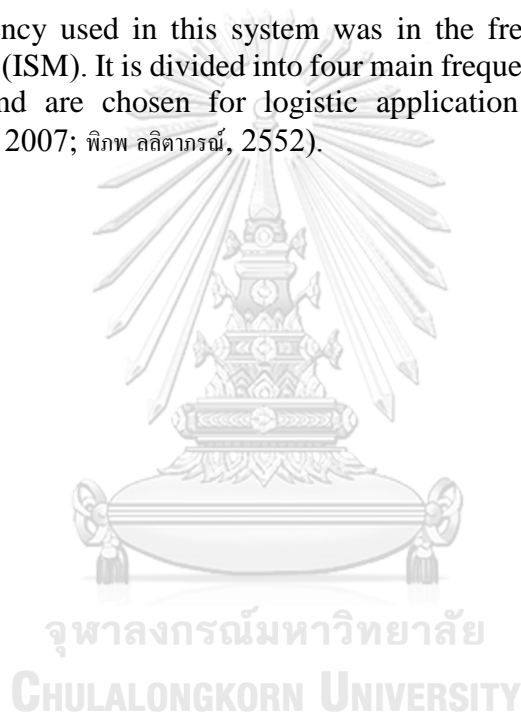 ency used in this system was in the fre
(ISM). It is divided into four main freque
nd are chosen for logistic application
2007; พิภพ ลลิตาภรณ์, 2552).
จุฬาลงกรณ์มหาวิทยาลัย
CHULALONGKORN UNIVERSITY